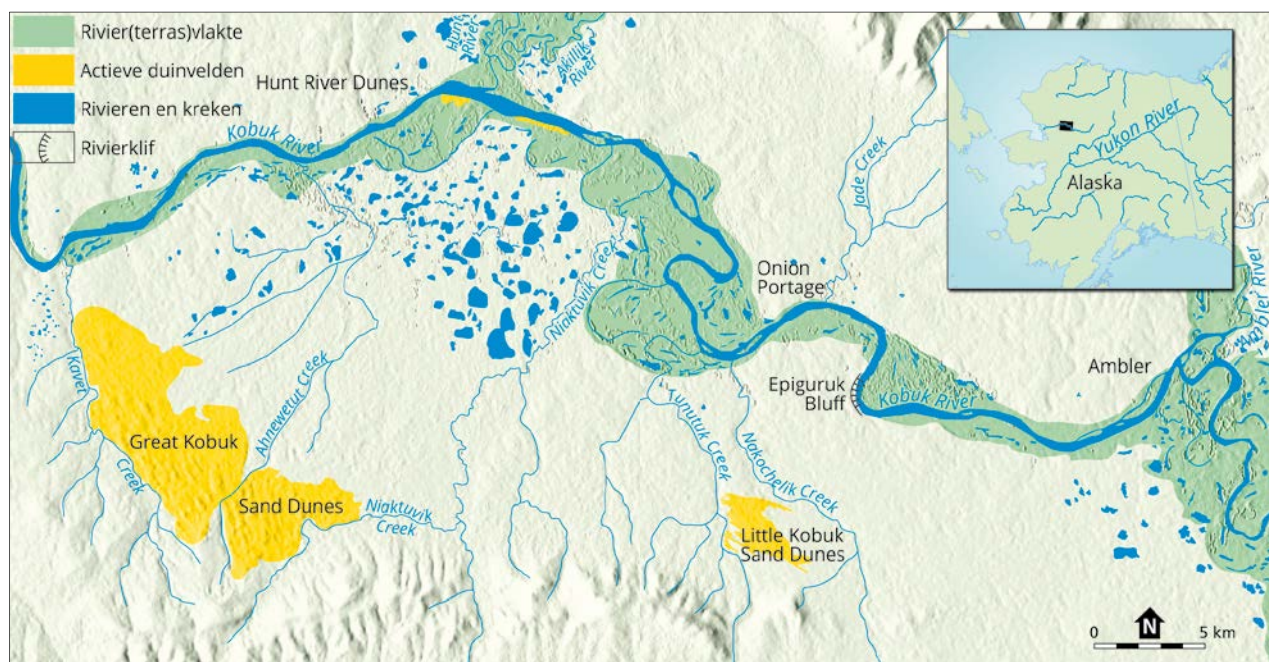 Rivier(terras)vlakte
Actieve duinvelden
Rivieren en kreken
Rivierklif
Hunt River Dunes
Hunt
River
Akillik
River
Kobuk River
Jade Creek
Yukon River
Alaska
Niaktuvik Creek
Onion
Portage
Ambler River
Ambler
Epiguruk
Bluff
Kobuk River
Kavet
Creek
Ahnewetut Creek
Great Kobuk
Sand Dunes
Niaktuvik
Creek
Tunutuk Creek
Nakochelik Creek
Little Kobuk
Sand Dunes
N
0 5 km